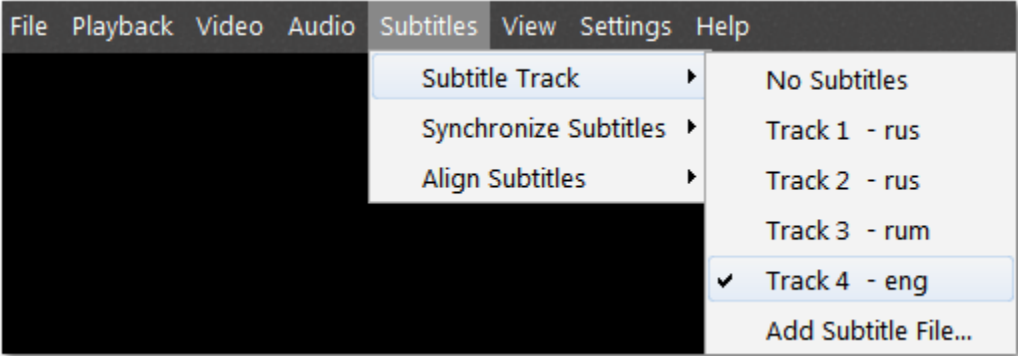 File Playback Video Audio Subtitles View Settings Help
Subtitle Track
Synchronize Subtitles
Align Subtitles
No Subtitles
Track 1 - rus
Track 2 - rus
Track 3 - rum
Track 4 - eng
Add Subtitle File...